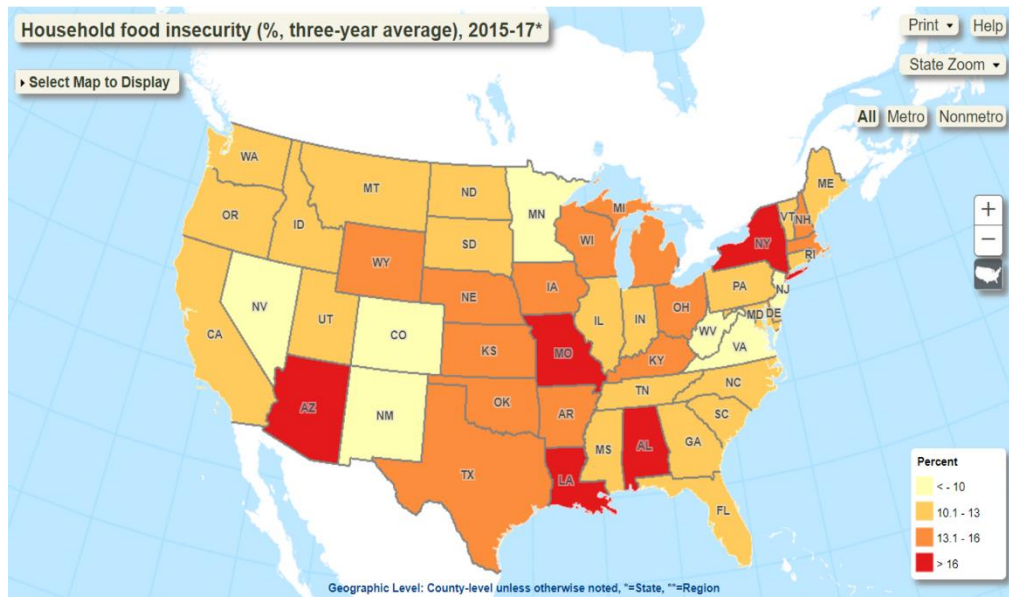 Household food insecurity (%, three-year average), 2015-17*
Print
Help
Select Map to Display
State Zoom
All
Metro
Nonmetro
WA
MT
ND
MN
MI
ME
VT
NH
OR
ID
SD
WI
NY
WY
RI
IA
PA
NJ
NE
OH
NV
IL
IN
MD
DE
UT
CO
WV
CA
VA
KS
MO
KY
NC
TN
AZ
NM
OK
AR
SC
MS
AL
GA
TX
LA
FL
+
−
Percent
< - 10
10.1 - 13
13.1 - 16
> 16
Geographic Level: County-level unless otherwise noted, *=State, **=Region